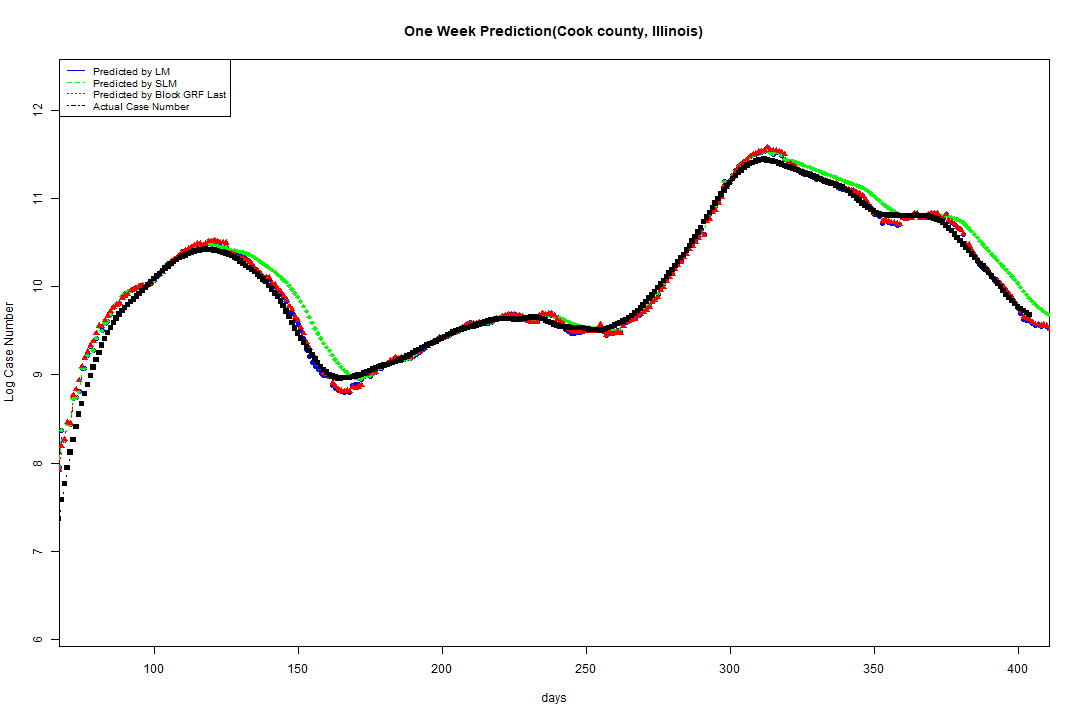 One Week Prediction(Cook county, Illinois)
Predicted by LM
Predicted by SLM
Predicted by Block GRF Last
Actual Case Number
12
11
10
9
8
7
6
Log Case Number
100 150 200 250 300 350 400
days